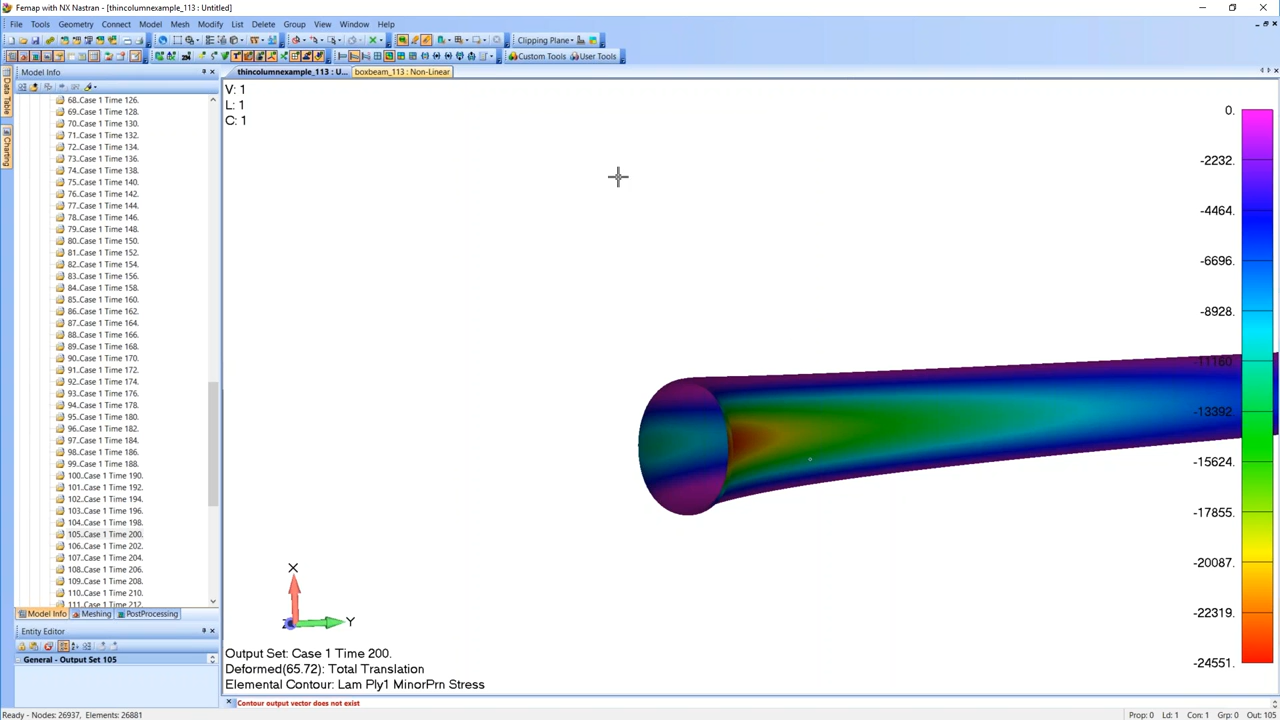 Femap with NX Nastran - [thincolumnexample_113 : Untitled]
File Tools Geometry Connect Model Mesh Modify List Delete Group View Window Help
Clipping Plane
Custom Tools User Tools
Model Info
thincolumnexample_113 : U... boxbeam_113 : Non-Linear
Data Table
Charting
68..Case 1 Time 126.
69..Case 1 Time 128.
70..Case 1 Time 130.
71..Case 1 Time 132.
72..Case 1 Time 134.
73..Case 1 Time 136.
74..Case 1 Time 138.
75..Case 1 Time 140.
76..Case 1 Time 142.
77..Case 1 Time 144.
78..Case 1 Time 146.
79..Case 1 Time 148.
80..Case 1 Time 150.
81..Case 1 Time 152.
82..Case 1 Time 154.
83..Case 1 Time 156.
84..Case 1 Time 158.
85..Case 1 Time 160.
86..Case 1 Time 162.
87..Case 1 Time 164.
88..Case 1 Time 166.
89..Case 1 Time 168.
90..Case 1 Time 170.
91..Case 1 Time 172.
92..Case 1 Time 174.
93..Case 1 Time 176.
94..Case 1 Time 178.
95..Case 1 Time 180.
96..Case 1 Time 182.
97..Case 1 Time 184.
98..Case 1 Time 186.
99..Case 1 Time 188.
100..Case 1 Time 190.
101..Case 1 Time 192.
102..Case 1 Time 194.
103..Case 1 Time 196.
104..Case 1 Time 198.
105..Case 1 Time 200.
106..Case 1 Time 202.
107..Case 1 Time 204.
108..Case 1 Time 206.
109..Case 1 Time 208.
110..Case 1 Time 210.
111..Case 1 Time 212.
Model Info Meshing PostProcessing
Entity Editor
General - Output Set 105
V: 1
L: 1
C: 1
0.
-2232.
-4464.
-6696.
-8928.
-11160.
-13392.
-15624.
-17855.
-20087.
-22319.
-24551.
X
Y
Z
Output Set: Case 1 Time 200.
Deformed(65.72): Total Translation
Elemental Contour: Lam Ply1 MinorPrn Stress
Contour output vector does not exist
Ready - Nodes: 26937, Elements: 26881
Prop: 0 Ld: 1 Con: 1 Grp: 0 Out: 105